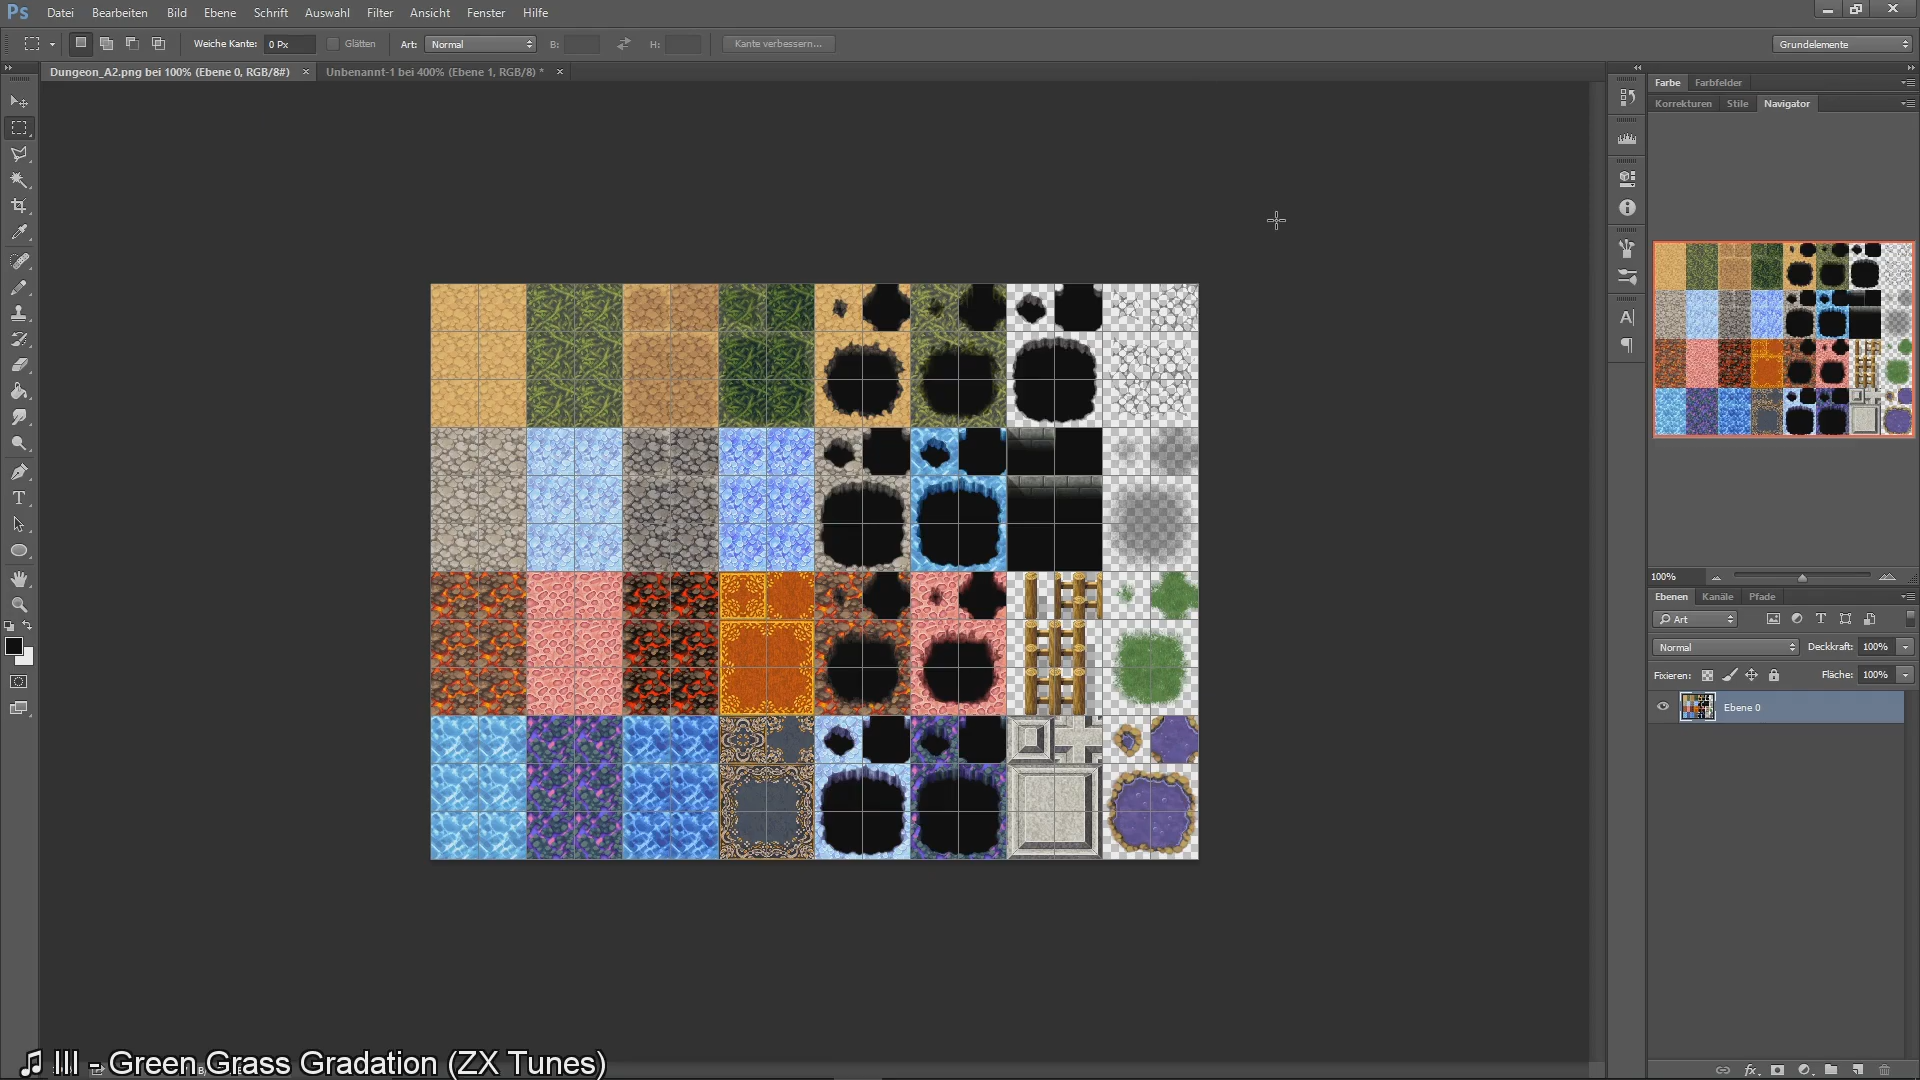 Ps Datei Bearbeiten Bild Ebene Schrift Auswahl Filter Ansicht Fenster Hilfe
Weiche Kante: 0 Px Glätten Art: Normal B: H: Kante verbessern... Grundelemente
Dungeon_A2.png bei 100% (Ebene 0, RGB/8#) × Unbenannt-1 bei 400% (Ebene 1, RGB/8) * ×
Farbe Farbfelder
Korrekturen Stile Navigator
100%
Ebenen Kanäle Pfade
Art
Normal Deckkraft: 100%
Fixieren: Fläche: 100%
Ebene 0
♫ III - Green Grass Gradation (ZX Tunes)